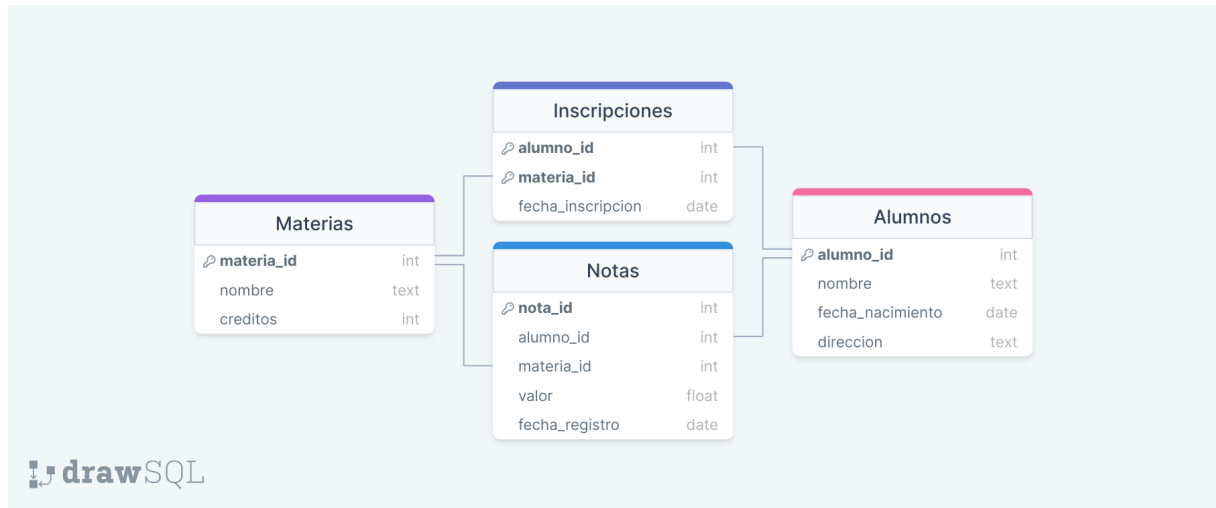 Inscripciones
alumno_id int
materia_id int
fecha_inscripcion date
Materias
materia_id int
nombre text
creditos int
Notas
nota_id int
alumno_id int
materia_id int
valor float
fecha_registro date
Alumnos
alumno_id int
nombre text
fecha_nacimiento date
direccion text
drawSQL